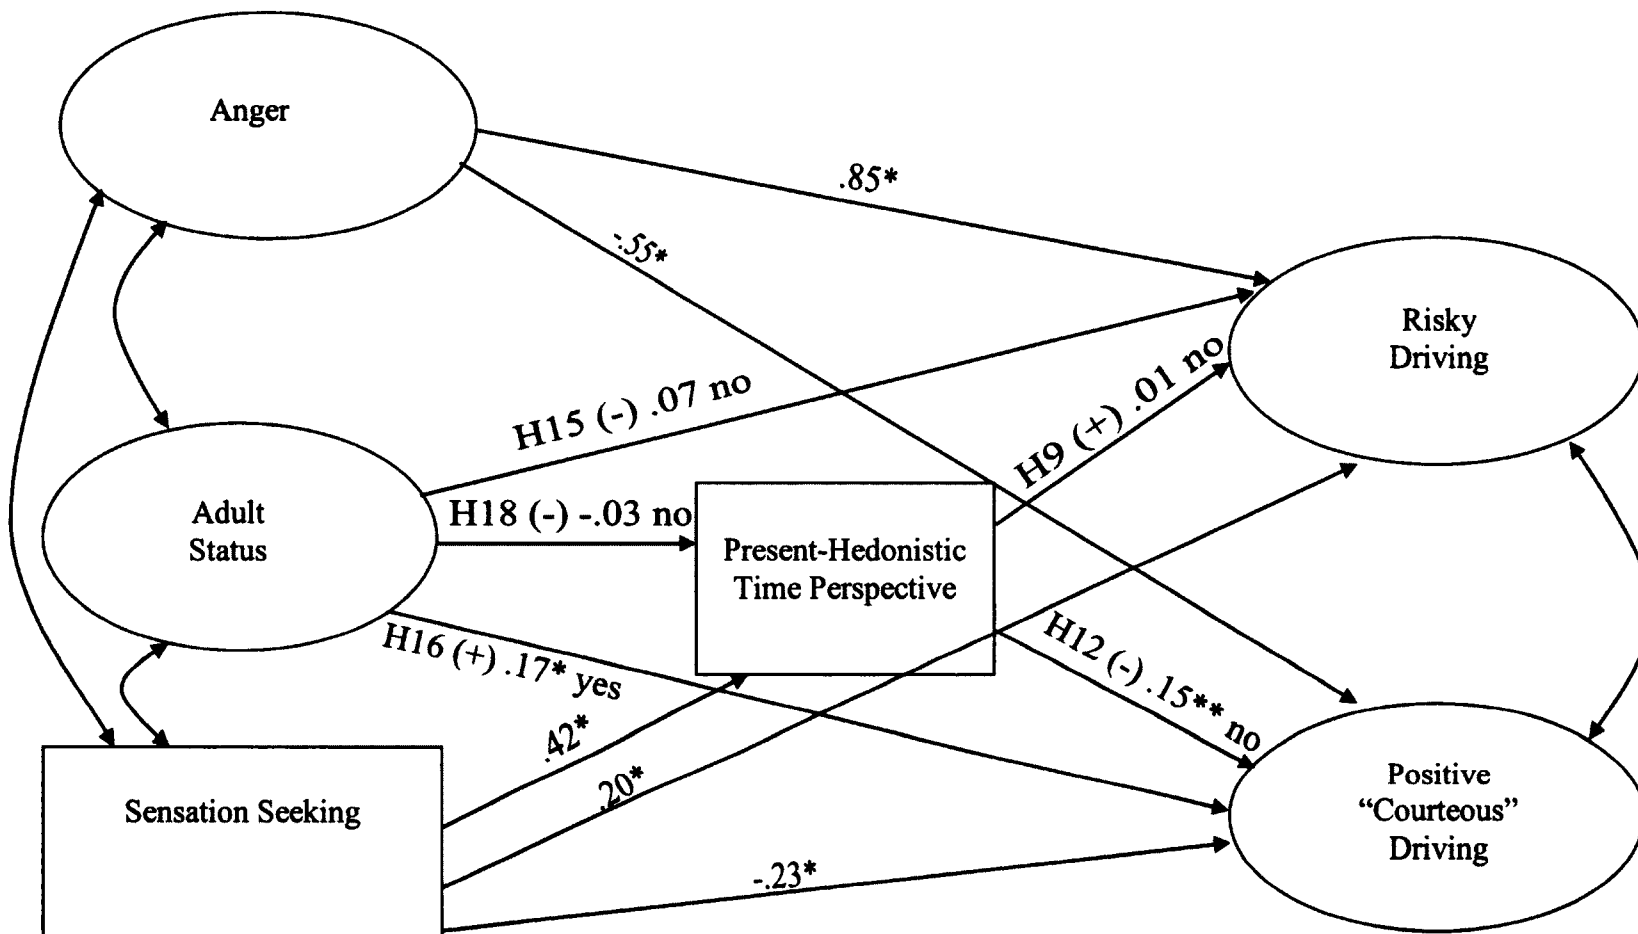 Anger
.85*
-.55*
Risky
Driving
H15 (-) .07 no
H9 (+) .01 no
Adult
Status
H18 (-) -.03 no
Present-Hedonistic
Time Perspective
H16 (+) .17* yes
H12 (-) .15** no
.42*
.20*
Sensation Seeking
Positive
“Courteous”
Driving
-.23*